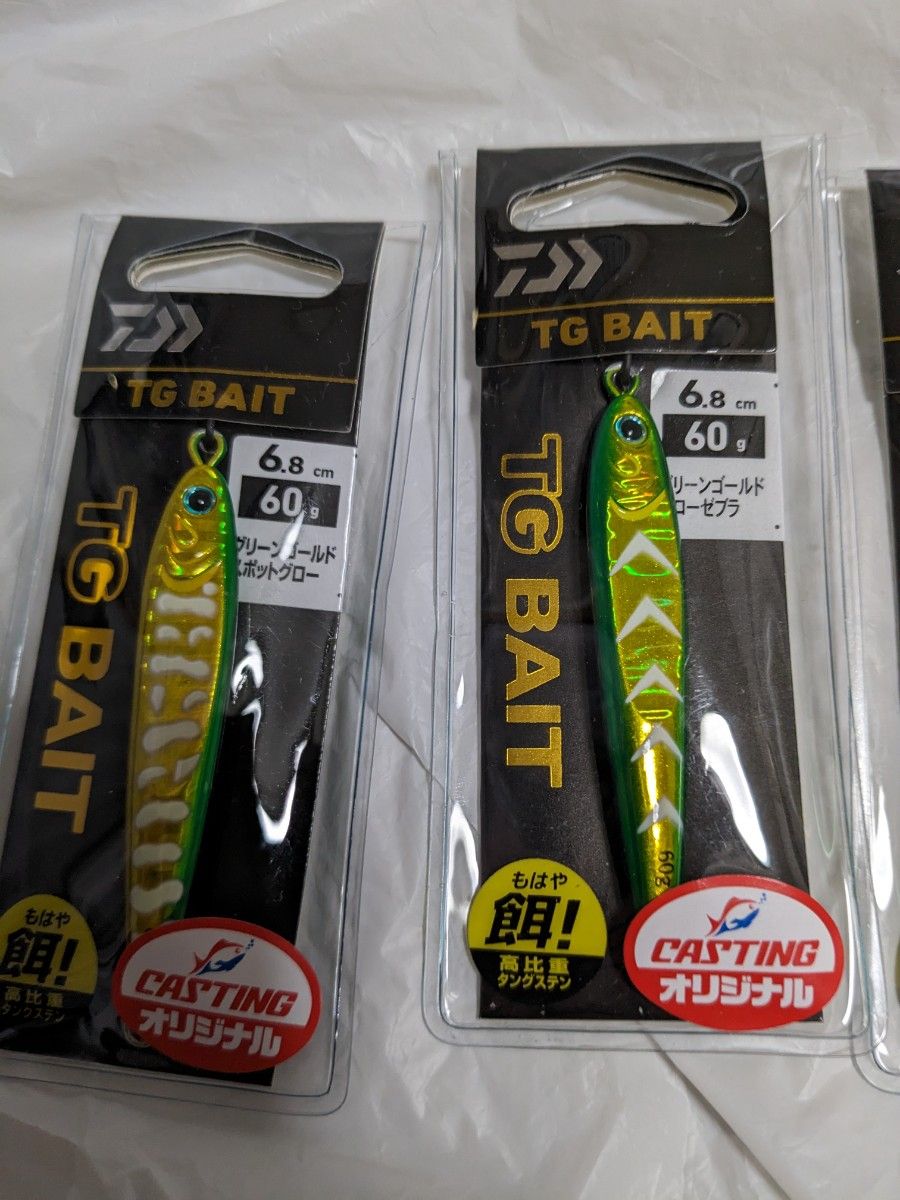 TG BAIT
6.8 cm
60 g
グリーンゴールド
スポットグロー
TG BAIT
もはや
餌!
高比重
タングステン
CASTING
オリジナル
TG BAIT
6.8 cm
60 g
リーンゴールド
ローゼブラ
TG BAIT
60g
もはや
餌!
高比重
タングステン
CASTING
オリジナル